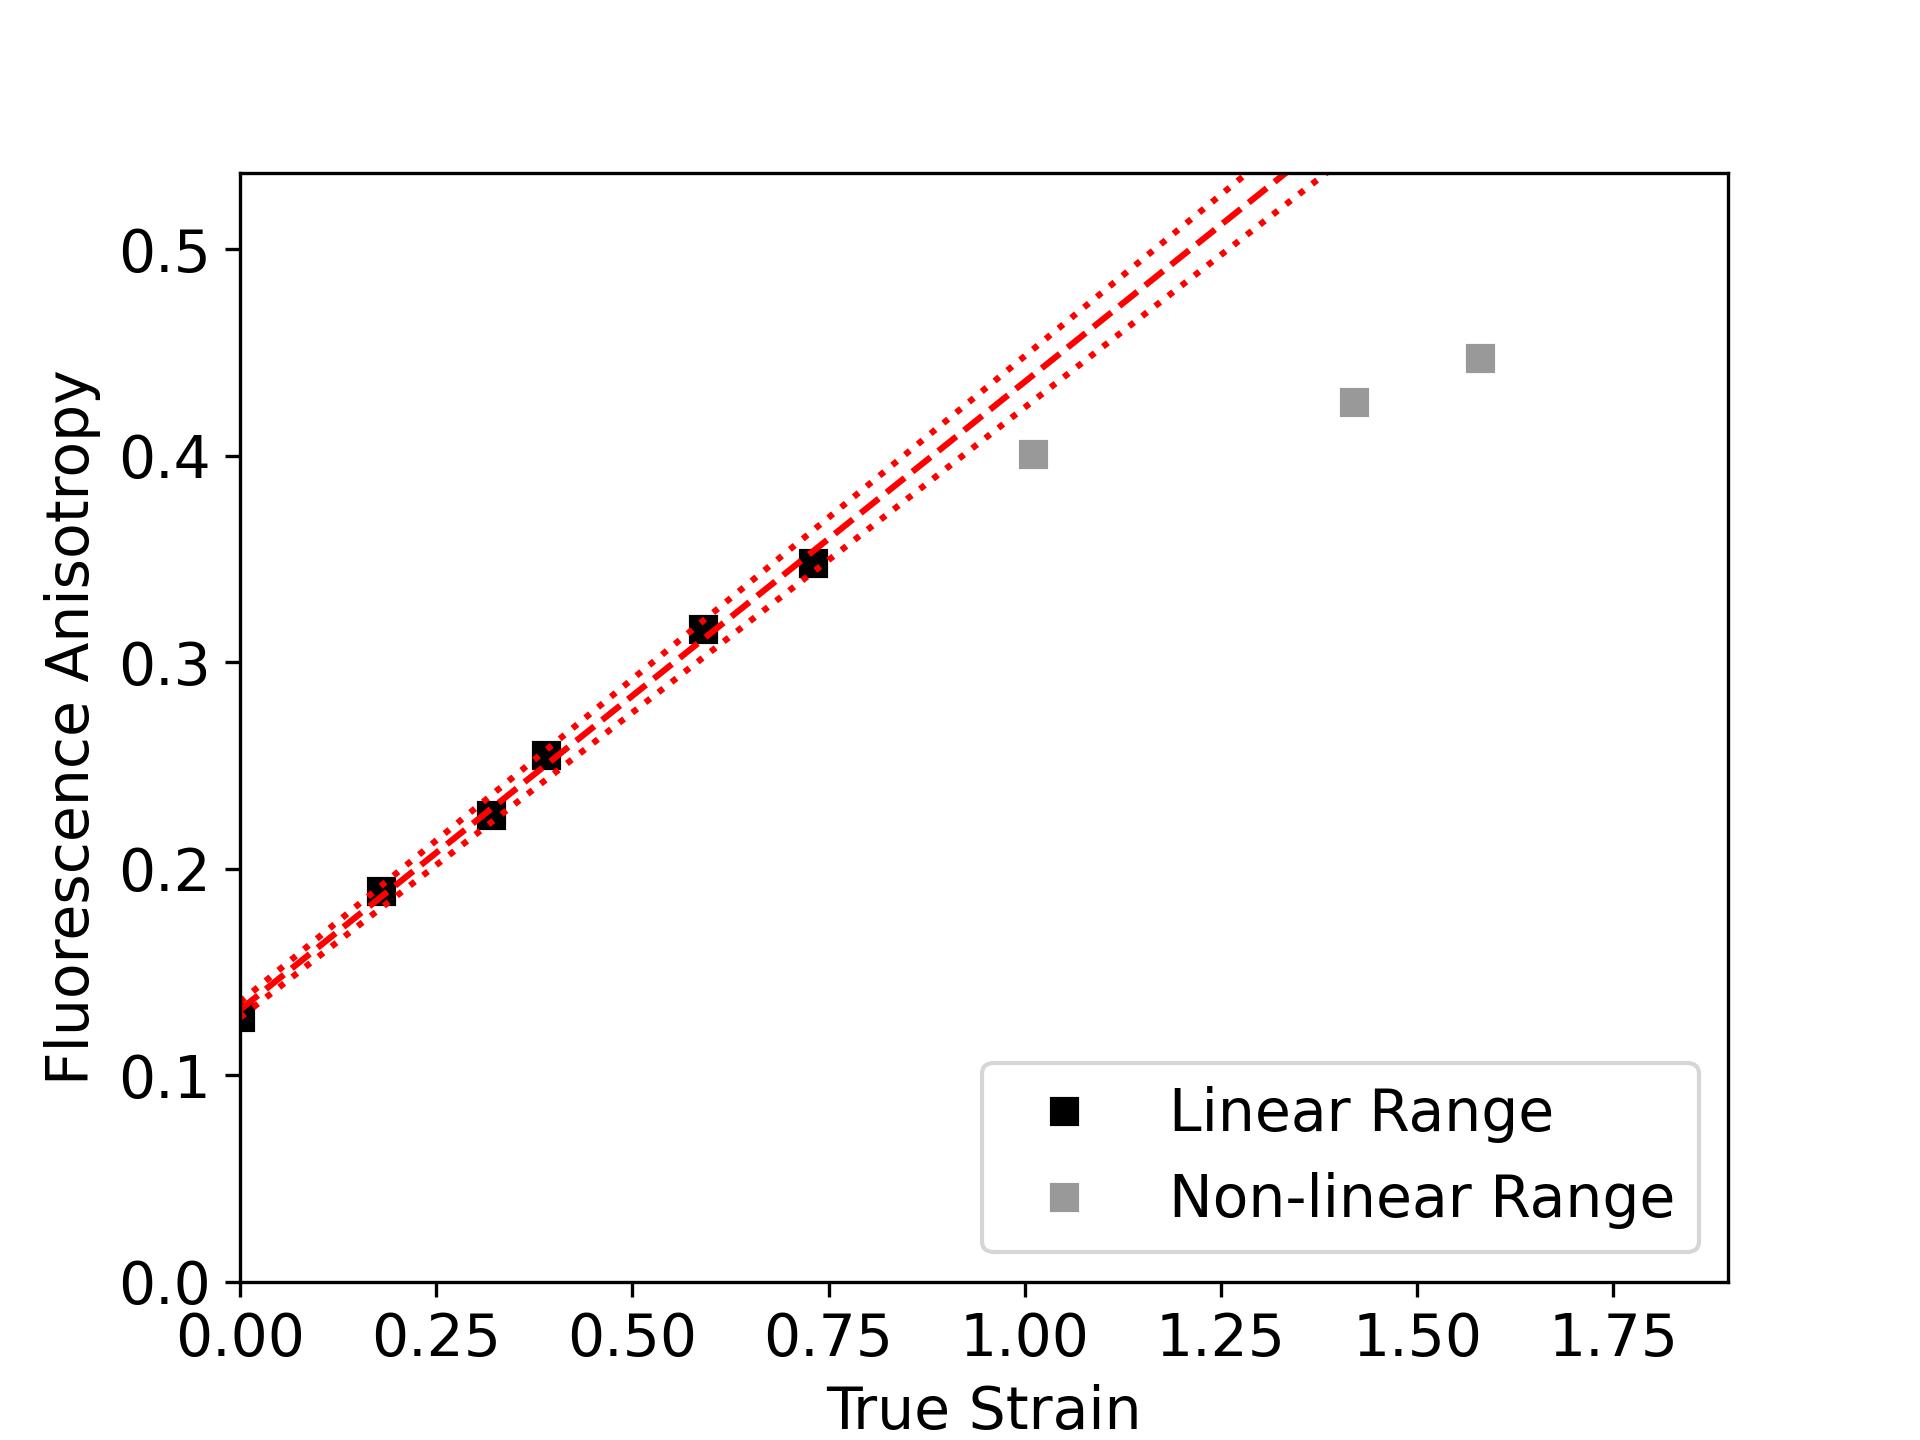 Fluorescence Anisotropy
0.5
0.4
0.3
0.2
0.1
0.0
0.00 0.25 0.50 0.75 1.00 1.25 1.50 1.75
True Strain
Linear Range
Non-linear Range